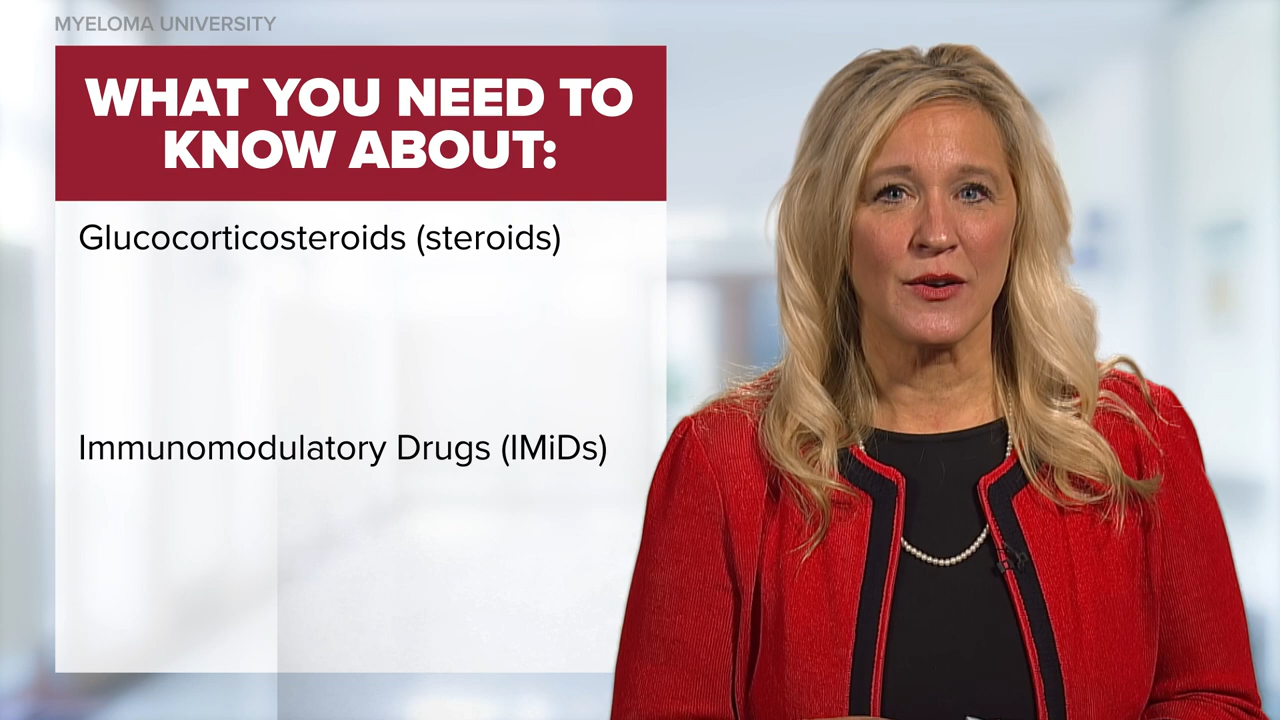 MYELOMA UNIVERSITY
WHAT YOU NEED TO
KNOW ABOUT:
Glucocorticosteroids (steroids)
Immunomodulatory Drugs (IMiDs)